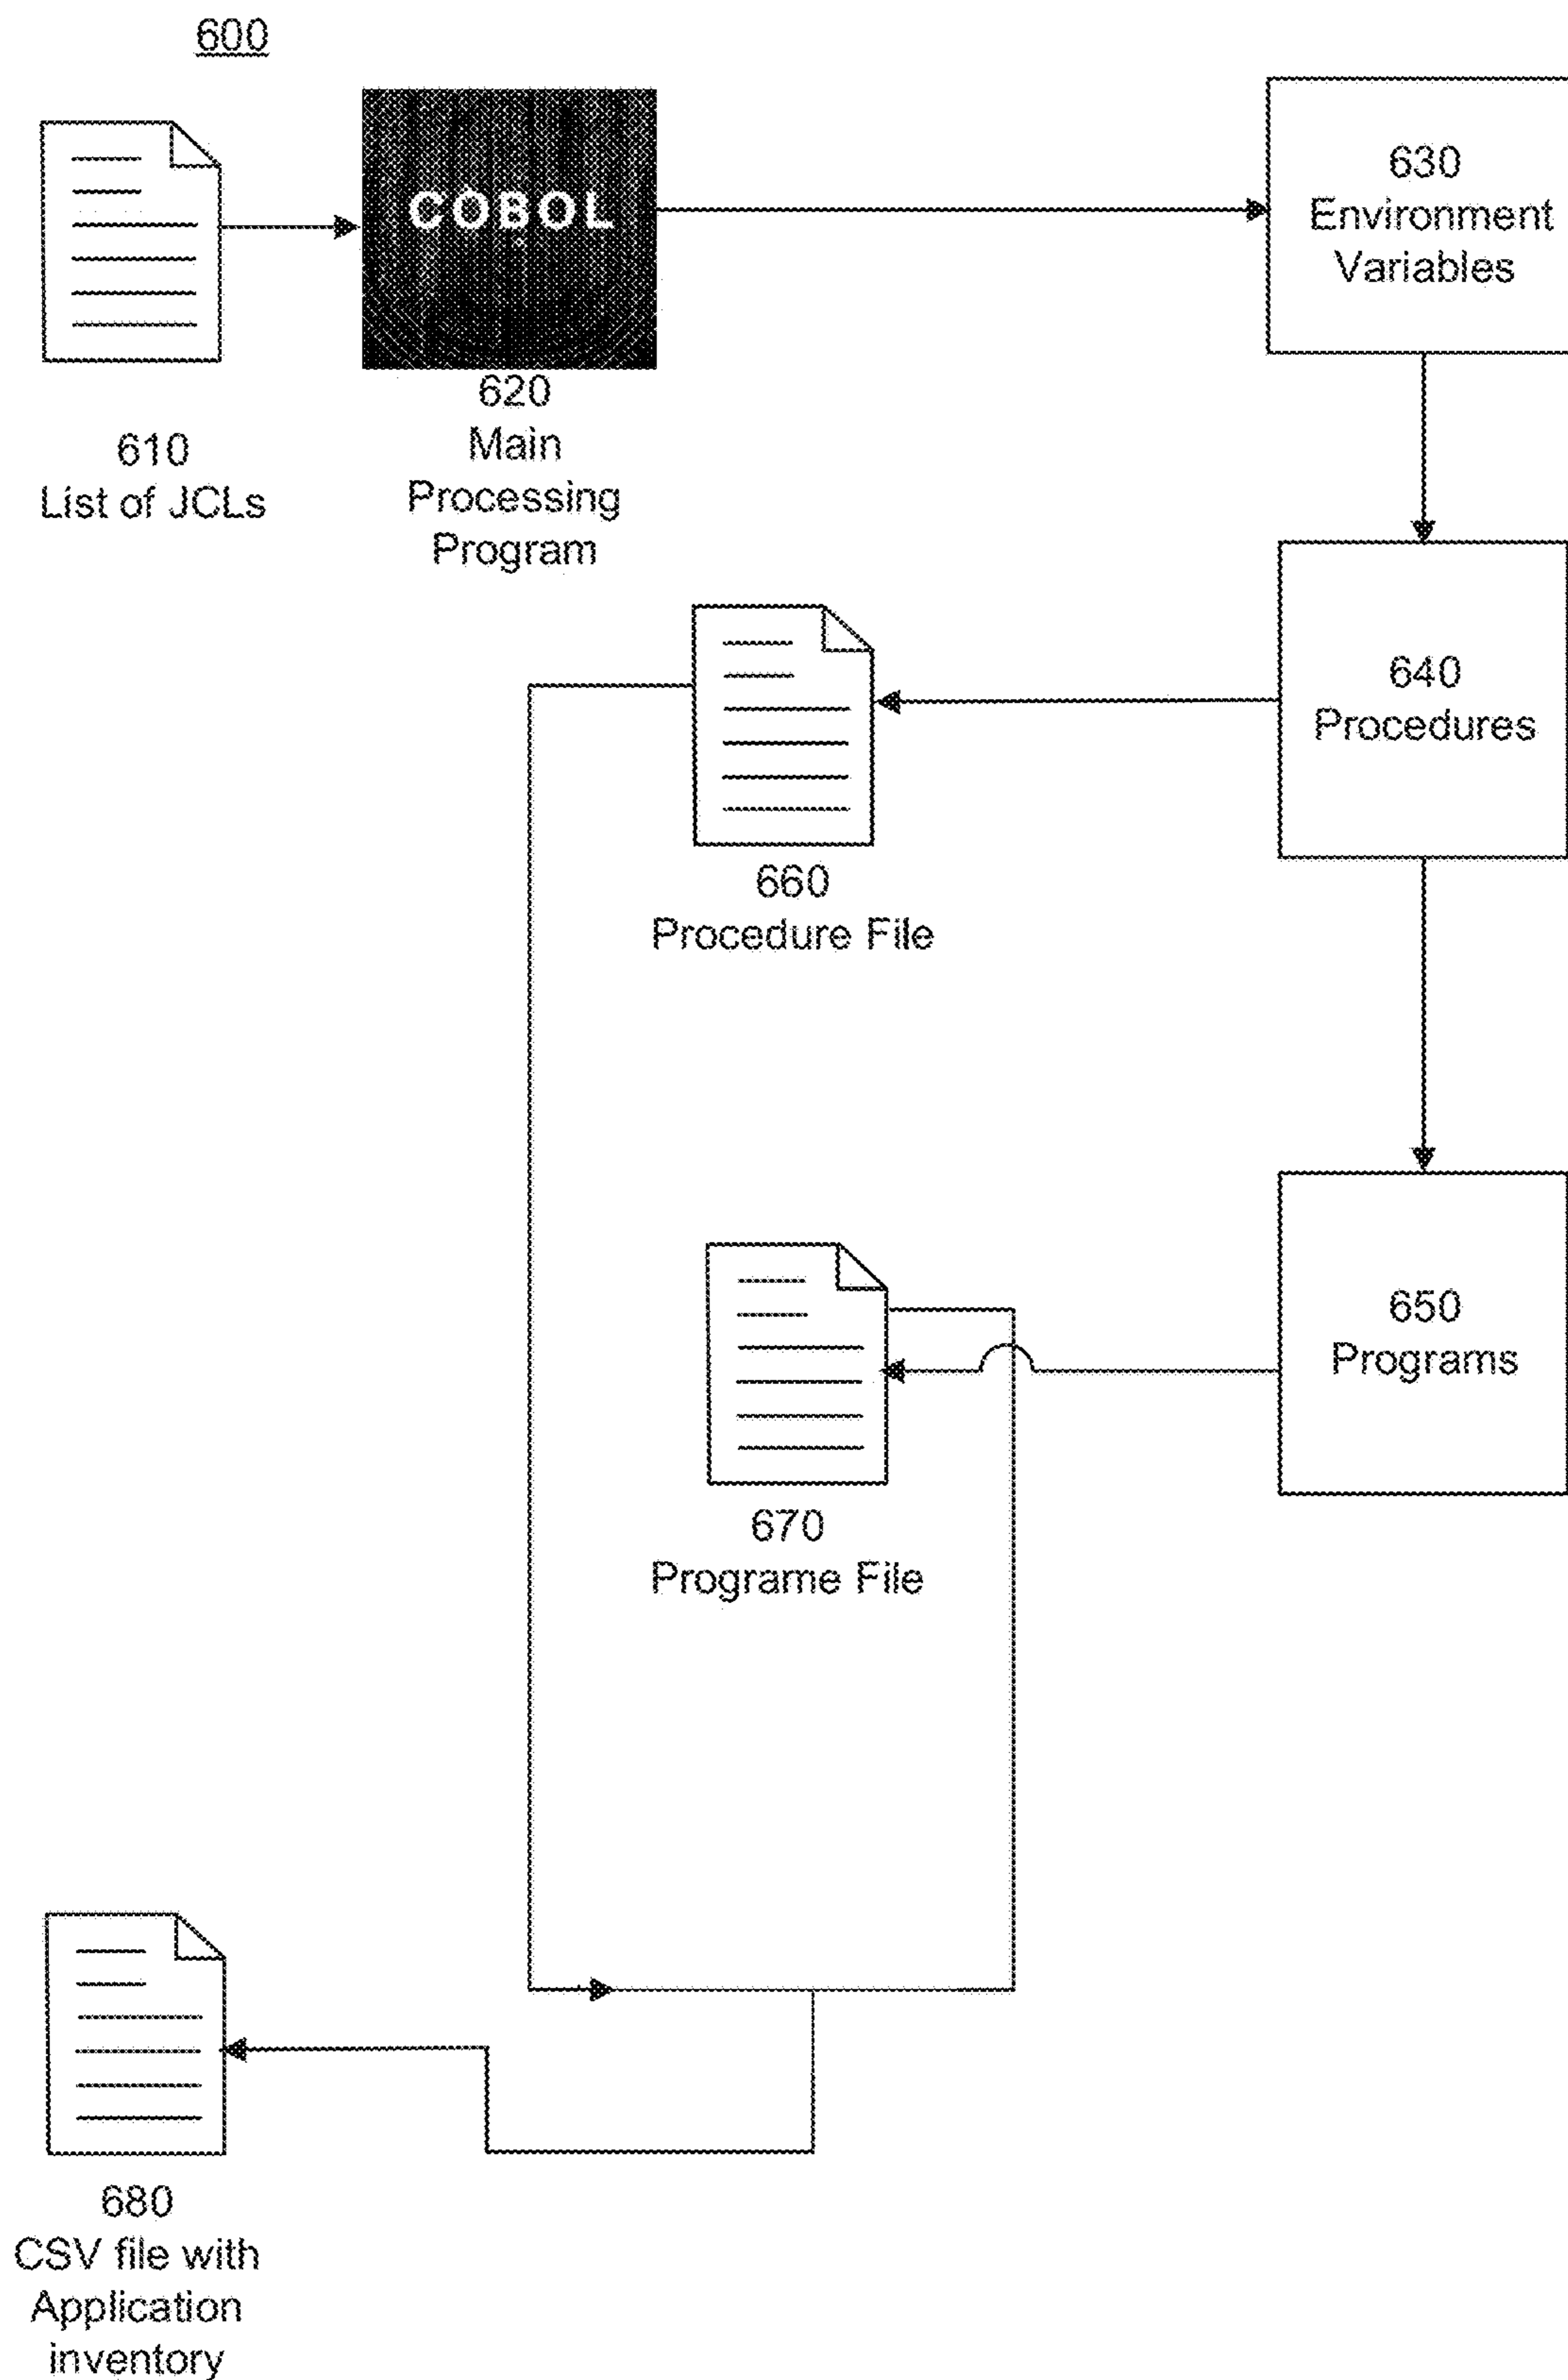 600
COBOL
630
Environment
Variables
610
List of JCLs
620
Main
Processing
Program
640
Procedures
660
Procedure File
650
Programs
670
Programe File
680
CSV file with
Application
inventory